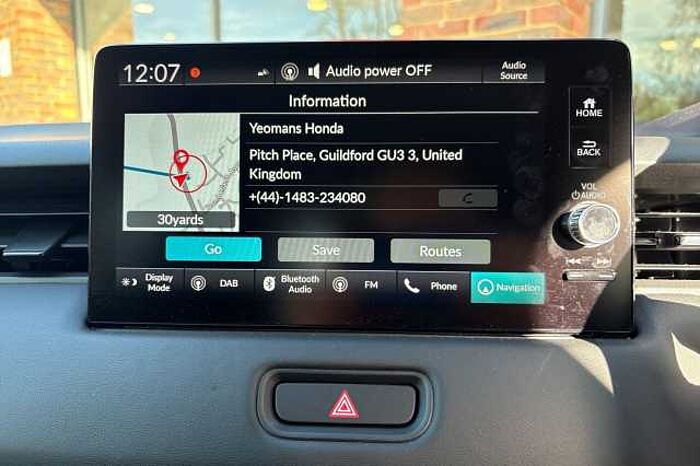 12:07
Audio power OFF
Audio
Source
Information
HOME
Yeomans Honda
Pitch Place, Guildford GU3 3, United
Kingdom
BACK
+(44)-1483-234080
VOL
AUDIO
30yards
Go
Save
Routes
Display
Mode
DAB
Bluetooth
Audio
FM
Phone
Navigation